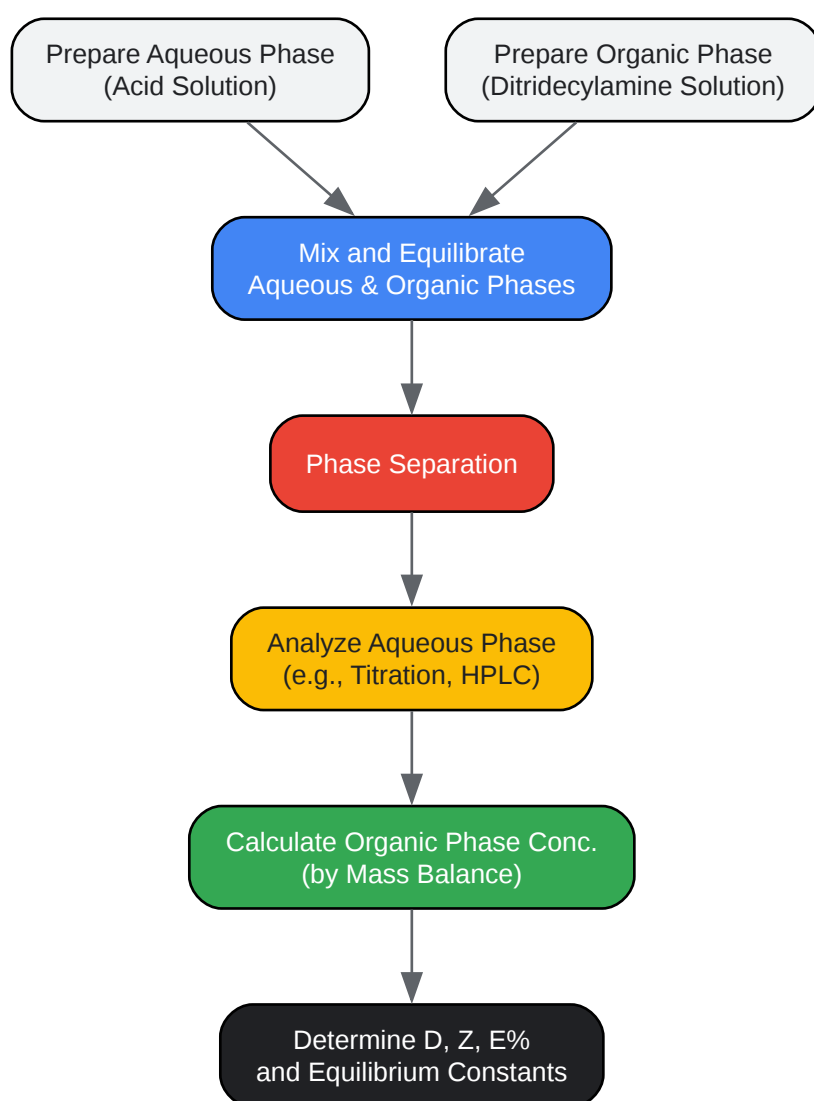 Prepare Aqueous Phase
(Acid Solution)
Prepare Organic Phase
(Ditridecylamine Solution)
Mix and Equilibrate
Aqueous & Organic Phases
Phase Separation
Analyze Aqueous Phase
(e.g., Titration, HPLC)
Calculate Organic Phase Conc.
(by Mass Balance)
Determine D, Z, E%
and Equilibrium Constants